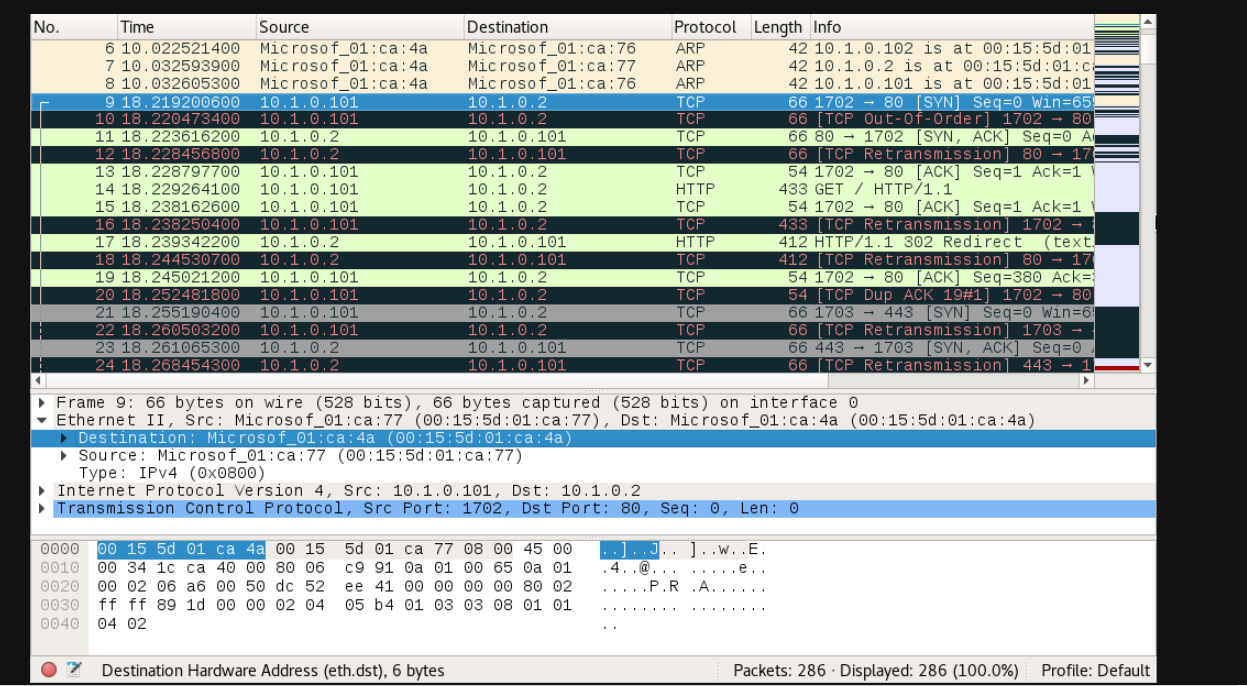 No. Time Source Destination Protocol Length Info
6 10.022521400 Microsof_01:ca:4a Microsof_01:ca:76 ARP 42 10.1.0.102 is at 00:15:5d:01
7 10.032593900 Microsof_01:ca:4a Microsof_01:ca:77 ARP 42 10.1.0.2 is at 00:15:5d:01:c
8 10.032605300 Microsof_01:ca:4a Microsof_01:ca:76 ARP 42 10.1.0.101 is at 00:15:5d:01
9 18.219200600 10.1.0.101 10.1.0.2 TCP 66 1702 → 80 [SYN] Seq=0 Win=65
10 18.220473400 10.1.0.101 10.1.0.2 TCP 66 [TCP Out-Of-Order] 1702 → 80
11 18.223616200 10.1.0.2 10.1.0.101 TCP 66 80 → 1702 [SYN, ACK] Seq=0 A
12 18.228456800 10.1.0.2 10.1.0.101 TCP 66 [TCP Retransmission] 80 → 17
13 18.228797700 10.1.0.101 10.1.0.2 TCP 54 1702 → 80 [ACK] Seq=1 Ack=1
14 18.229264100 10.1.0.101 10.1.0.2 HTTP 433 GET / HTTP/1.1
15 18.238162600 10.1.0.101 10.1.0.2 TCP 54 1702 → 80 [ACK] Seq=1 Ack=1
16 18.238250400 10.1.0.101 10.1.0.2 TCP 433 [TCP Retransmission] 1702 →
17 18.239342200 10.1.0.2 10.1.0.101 HTTP 412 HTTP/1.1 302 Redirect (text
18 18.244530700 10.1.0.2 10.1.0.101 TCP 412 [TCP Retransmission] 80 → 170
19 18.245021200 10.1.0.101 10.1.0.2 TCP 54 1702 → 80 [ACK] Seq=380 Ack=
20 18.252481800 10.1.0.101 10.1.0.2 TCP 54 [TCP Dup ACK 19#1] 1702 → 80
21 18.255190400 10.1.0.101 10.1.0.2 TCP 66 1703 → 443 [SYN] Seq=0 Win=6
22 18.260503200 10.1.0.101 10.1.0.2 TCP 66 [TCP Retransmission] 1703 →
23 18.261065300 10.1.0.2 10.1.0.101 TCP 66 443 → 1703 [SYN, ACK] Seq=0
24 18.268454300 10.1.0.2 10.1.0.101 TCP 66 [TCP Retransmission] 443 → 1
Frame 9: 66 bytes on wire (528 bits), 66 bytes captured (528 bits) on interface 0
Ethernet II, Src: Microsof_01:ca:77 (00:15:5d:01:ca:77), Dst: Microsof_01:ca:4a (00:15:5d:01:ca:4a)
Destination: Microsof_01:ca:4a (00:15:5d:01:ca:4a)
Source: Microsof_01:ca:77 (00:15:5d:01:ca:77)
Type: IPv4 (0x0800)
Internet Protocol Version 4, Src: 10.1.0.101, Dst: 10.1.0.2
Transmission Control Protocol, Src Port: 1702, Dst Port: 80, Seq: 0, Len: 0
0000 00 15 5d 01 ca 4a 00 15 5d 01 ca 77 08 00 45 00 ..]..J.. ]..w..E.
0010 00 34 1c ca 40 00 80 06 c9 91 0a 01 00 65 0a 01 .4..@... .....e..
0020 00 02 06 a6 00 50 dc 52 ee 41 00 00 00 00 80 02 .....P.R .A......
0030 ff ff 89 1d 00 00 02 04 05 b4 01 03 03 08 01 01 ........ ........
0040 04 02 ..
Destination Hardware Address (eth.dst), 6 bytes Packets: 286 · Displayed: 286 (100.0%) Profile: Default